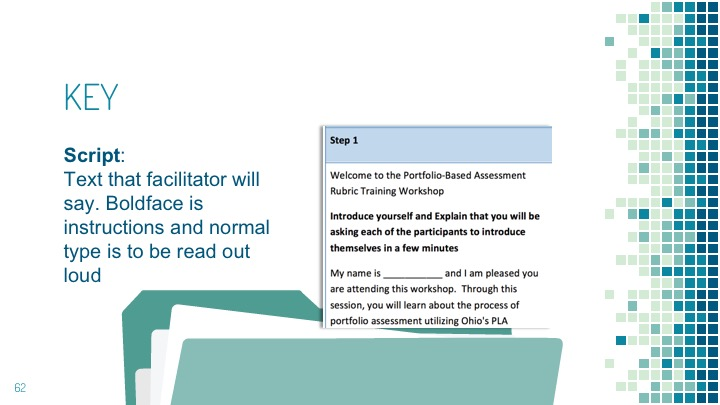 KEY
Script:
Text that facilitator will
say. Boldface is
instructions and normal
type is to be read out
loud
Step 1
Welcome to the Portfolio-Based Assessment
Rubric Training Workshop
Introduce yourself and Explain that you will be
asking each of the participants to introduce
themselves in a few minutes
My name is ___________ and I am pleased you
are attending this workshop.  Through this
session, you will learn about the process of
portfolio assessment utilizing Ohio's PLA
62